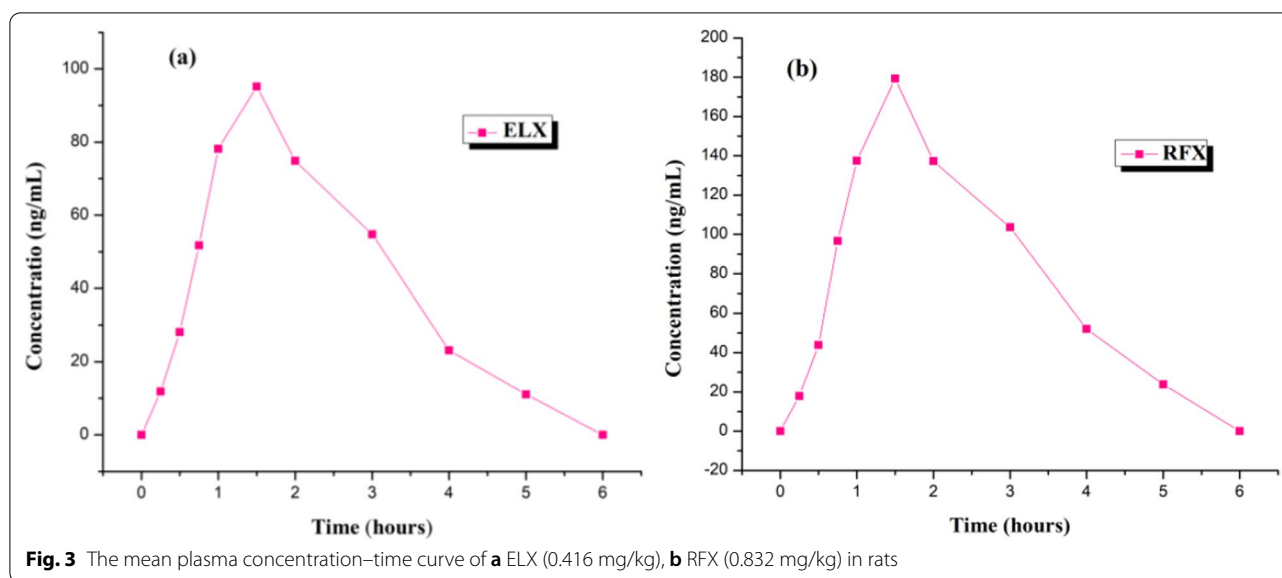 (a)
ELX
Concentratio (ng/mL)
100
80
60
40
20
0
0 1 2 3 4 5 6
Time (hours)
(b)
RFX
Concentration (ng/mL)
200
180
160
140
120
100
80
60
40
20
0
-20
0 1 2 3 4 5 6
Time (hours)
Fig. 3 The mean plasma concentration–time curve of a ELX (0.416 mg/kg), b RFX (0.832 mg/kg) in rats